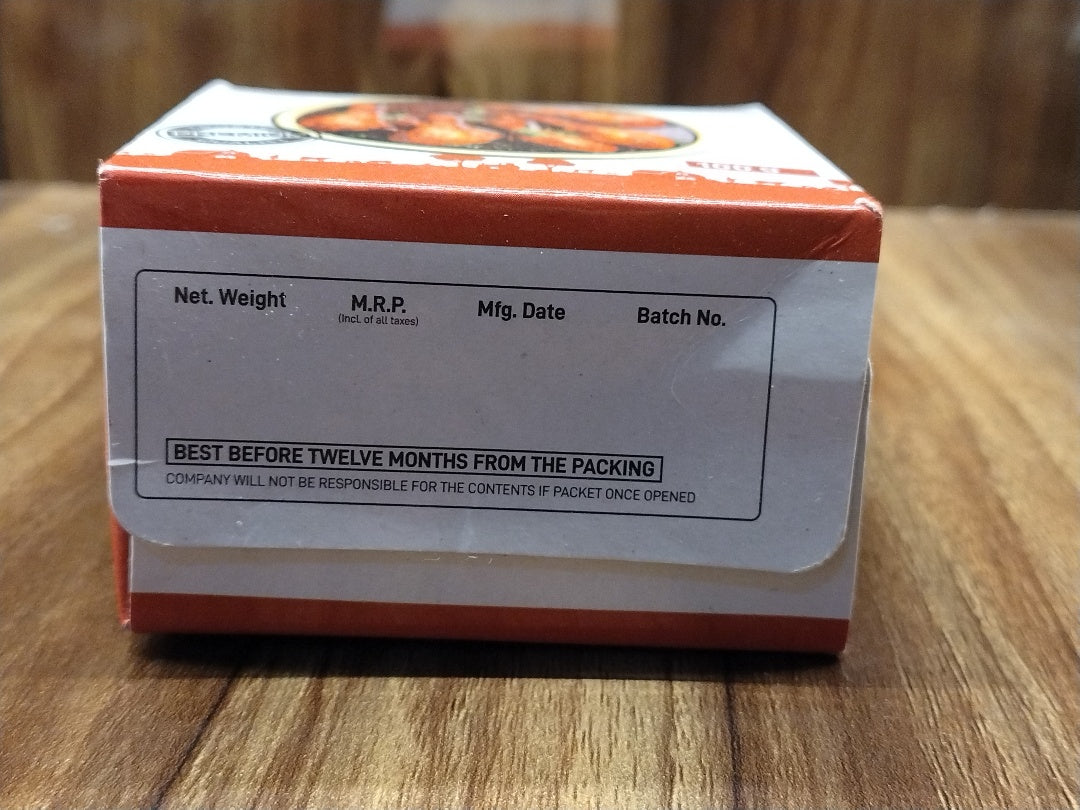 Net. Weight M.R.P. Mfg. Date Batch No.
(Incl. of all taxes)
BEST BEFORE TWELVE MONTHS FROM THE PACKING
COMPANY WILL NOT BE RESPONSIBLE FOR THE CONTENTS IF PACKET ONCE OPENED